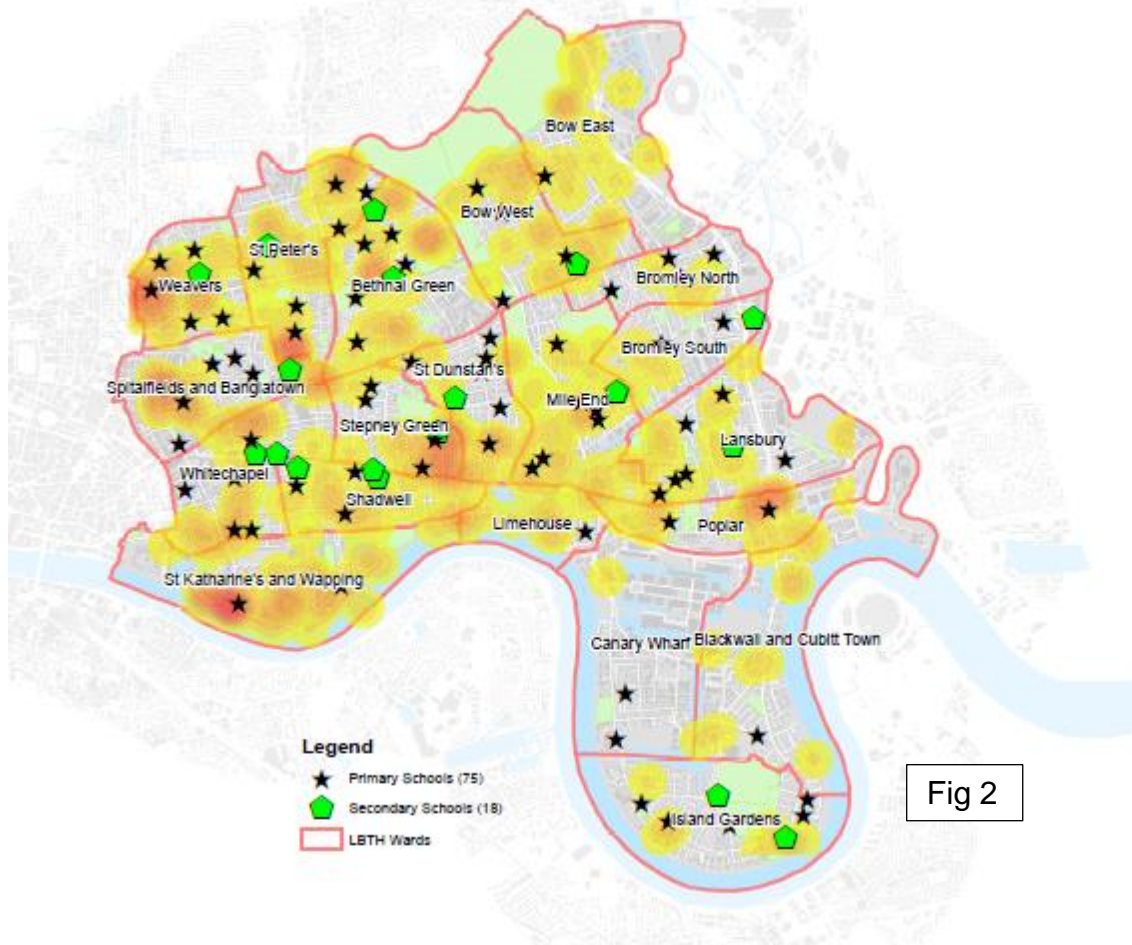 Bow East
Bow West
St Peter's
Bromley North
Weavers
Bethnal Green
Bromley South
St Dunstan's
Spitalfields and Banglatown
Mile End
Stepney Green
Lansbury
Whitechapel
Shadwell
Limehouse
Poplar
St Katharine's and Wapping
Canary Wharf
Blackwall and Cubitt Town
Legend
Primary Schools (75)
Secondary Schools (18)
LBTH Wards
Fig 2
Island Gardens